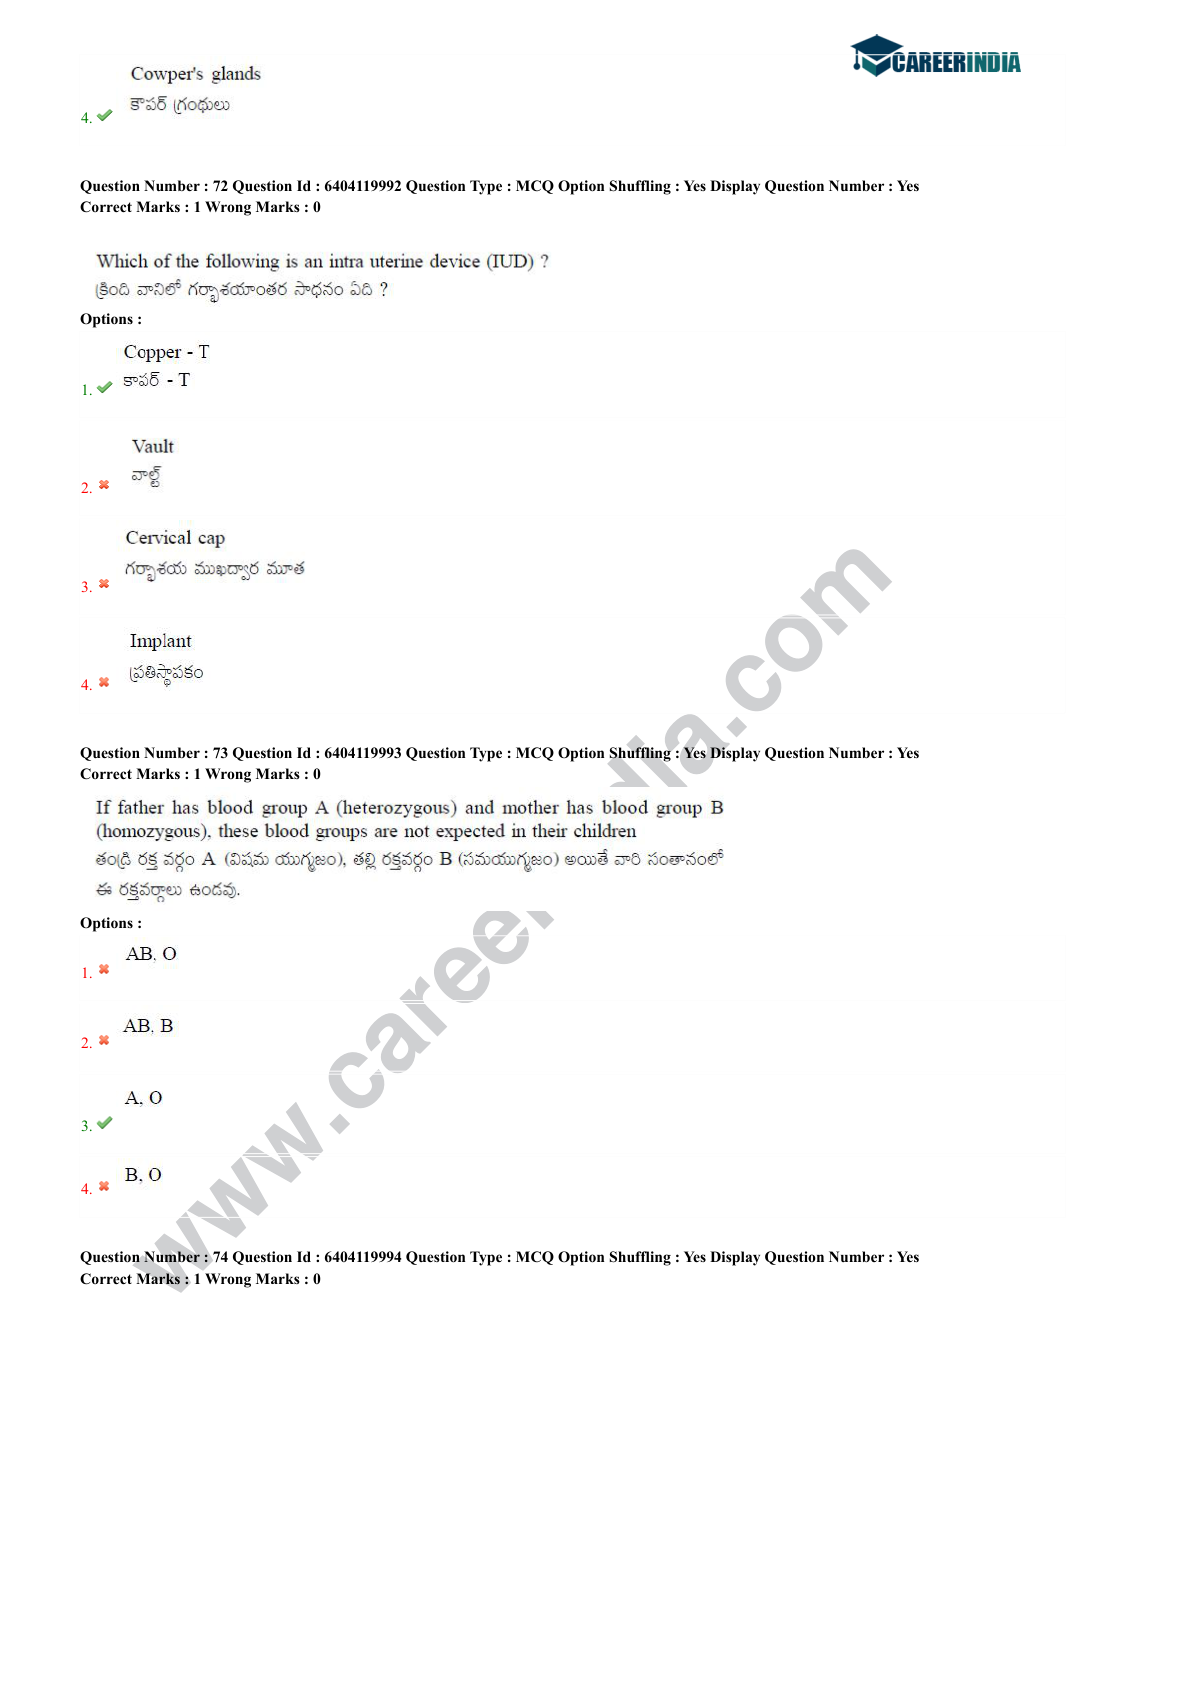 CAREERINDIA
Cowper's glands
కౌపర్ గ్రంథులు
4.
Question Number : 72 Question Id : 6404119992 Question Type : MCQ Option Shuffling : Yes Display Question Number : Yes
Correct Marks : 1 Wrong Marks : 0
Which of the following is an intra uterine device (IUD) ?
క్రింది వానిలో గర్భాశయాంతర సాధనం ఏది ?
Options :
Copper - T
కాపర్ - T
1.
Vault
వాల్ట్
2.
Cervical cap
గర్భాశయ ముఖద్వార మూత
3.
Implant
ప్రతిస్థాపకం
4.
Question Number : 73 Question Id : 6404119993 Question Type : MCQ Option Shuffling : Yes Display Question Number : Yes
Correct Marks : 1 Wrong Marks : 0
If father has blood group A (heterozygous) and mother has blood group B
(homozygous), these blood groups are not expected in their children
తండ్రి రక్త వర్గం A (విషమ యుగ్మజం), తల్లి రక్తవర్గం B (సమయుగ్మజం) అయితే వారి సంతానంలో
ఈ రక్తవర్గాలు ఉండవు.
Options :
AB, O
1.
AB, B
2.
A, O
3.
B, O
4.
Question Number : 74 Question Id : 6404119994 Question Type : MCQ Option Shuffling : Yes Display Question Number : Yes
Correct Marks : 1 Wrong Marks : 0